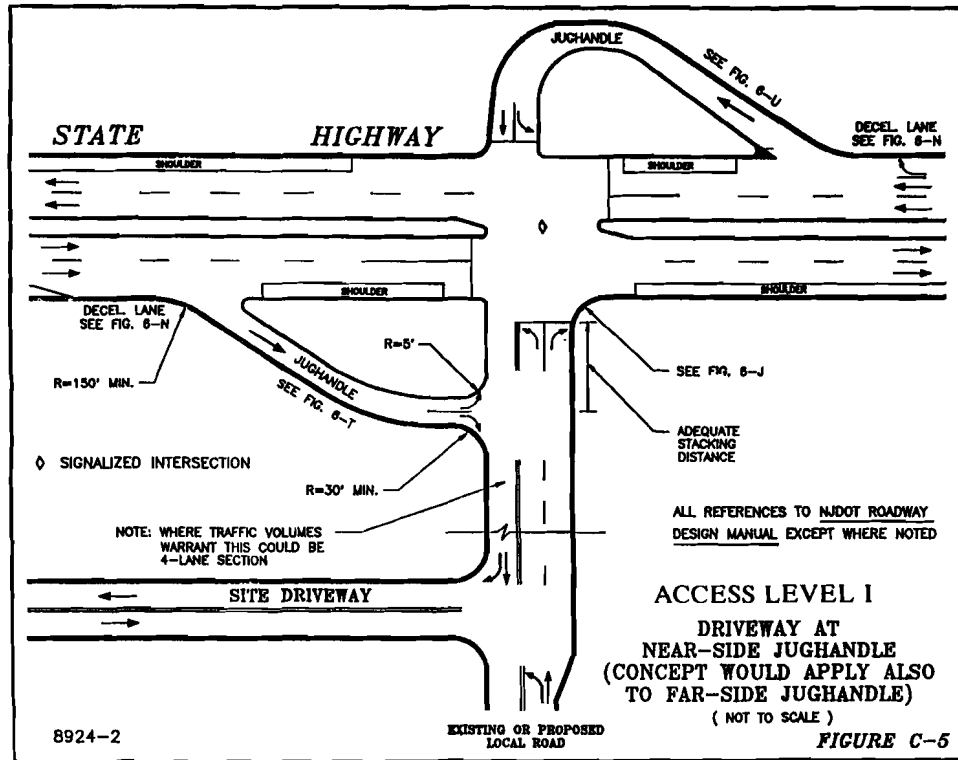 JUGHANDLE
SEE FIG. 6-U
STATE HIGHWAY
DECEL. LANE
SEE FIG. 6-N
SHOULDER
SHOULDER
SHOULDER
SHOULDER
DECEL. LANE
SEE FIG. 6-N
R=5'
R=150' MIN.
JUGHANDLE
SEE FIG. 6-T
SEE FIG. 6-J
ADEQUATE
STACKING
DISTANCE
◊ SIGNALIZED INTERSECTION
R=30' MIN.
NOTE: WHERE TRAFFIC VOLUMES
WARRANT THIS COULD BE
4-LANE SECTION
ALL REFERENCES TO NJDOT ROADWAY
DESIGN MANUAL EXCEPT WHERE NOTED
SITE DRIVEWAY
ACCESS LEVEL I
DRIVEWAY AT
NEAR-SIDE JUGHANDLE
(CONCEPT WOULD APPLY ALSO
TO FAR-SIDE JUGHANDLE)
( NOT TO SCALE )
8924-2
EXISTING OR PROPOSED
LOCAL ROAD
FIGURE C-5